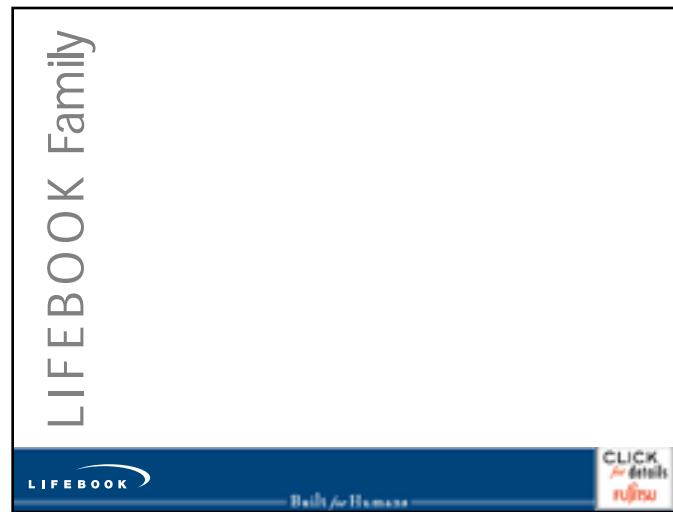 LIFEBOOK Family
LIFEBOOK
Built for Humans
CLICK
for details
FUJITSU